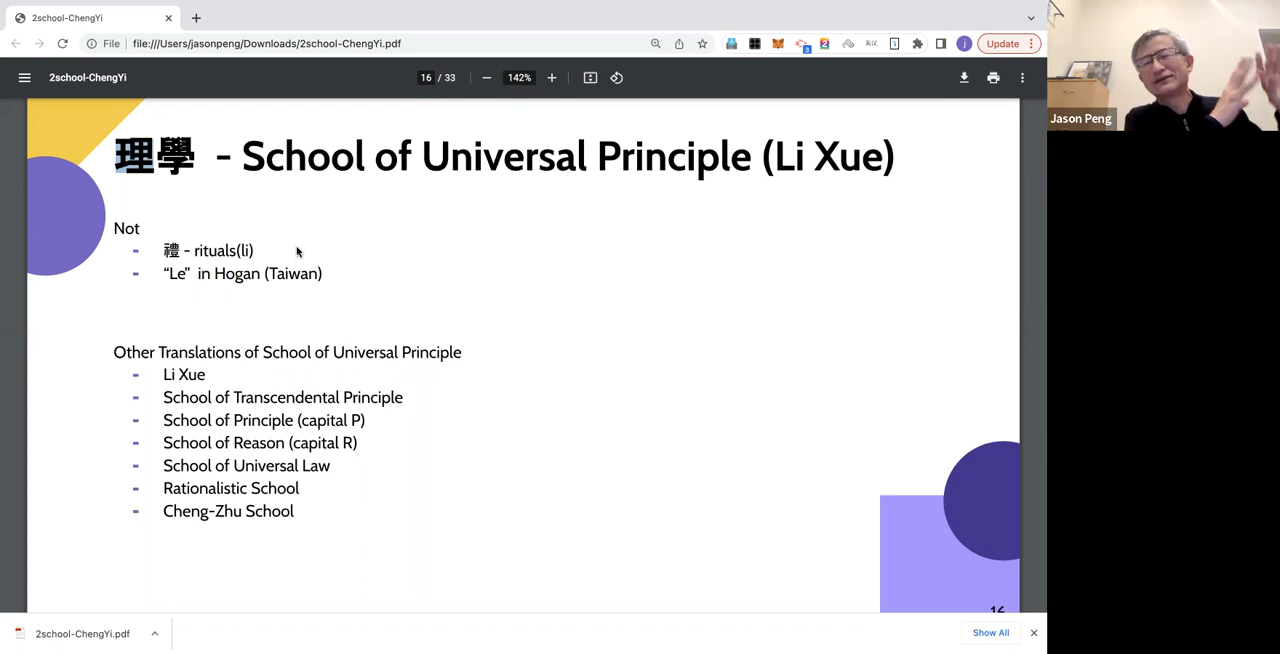 2school-ChengYi
File
file:///Users/jasonpeng/Downloads/2school-ChengYi.pdf
Update
2school-ChengYi
16 / 33
142%
Jason Peng
理學 - School of Universal Principle (Li Xue)
Not
- 禮 - rituals(li)
- “Le” in Hogan (Taiwan)
Other Translations of School of Universal Principle
- Li Xue
- School of Transcendental Principle
- School of Principle (capital P)
- School of Reason (capital R)
- School of Universal Law
- Rationalistic School
- Cheng-Zhu School
16
2school-ChengYi.pdf
Show All